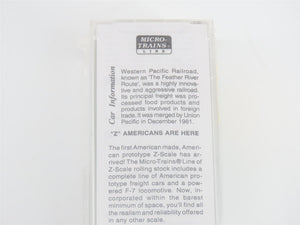 MICRO-
TRAINS®
LINE
Car Information
Western Pacific Railroad,
known as 'The Feather River
Route', was a highly innova-
tive and aggressive railroad.
Its principal freight was pro-
cessed food products and
products involved in foreign
trade. It was merged by Union
Pacific in December 1981.
"Z" AMERICANS ARE HERE
The first American made, Amer-
ican prototype Z-Scale has ar-
rived! The Micro-Trains® Line of
Z-Scale rolling stock includes a
complete line of American pro-
totype freight cars and a pow-
ered F-7 locomotive. Now,
incorporated within the barest
minimum of space, you'll find
all the realism and reliability offered
with any other scale.